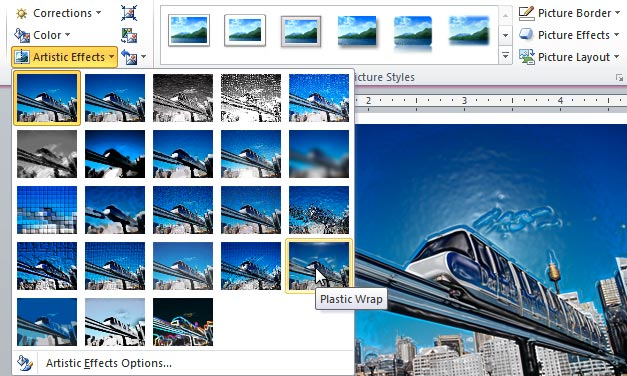 Corrections
Color
Artistic Effects
Picture Border
Picture Effects
Picture Layout
icture Styles
2 3 4
Plastic Wrap
Artistic Effects Options...